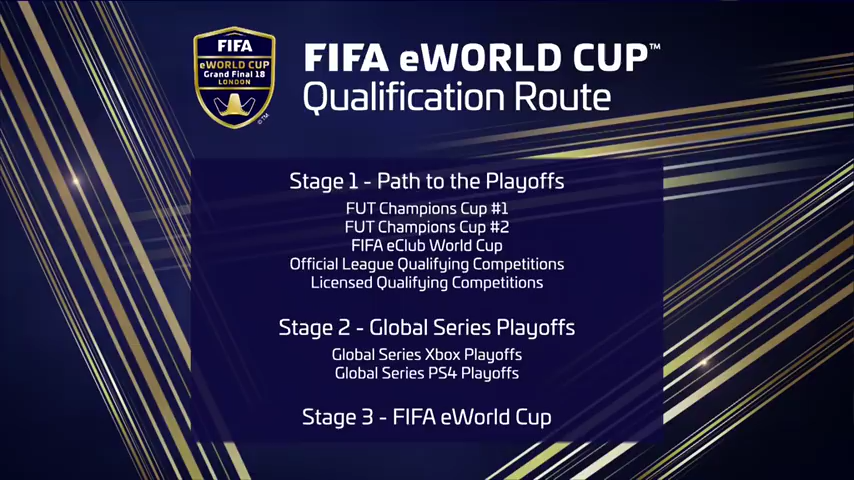 FIFA
eWORLD CUP
Grand Final 18
LONDON
©™
FIFA eWORLD CUP™
Qualification Route
Stage 1 - Path to the Playoffs
FUT Champions Cup #1
FUT Champions Cup #2
FIFA eClub World Cup
Official League Qualifying Competitions
Licensed Qualifying Competitions
Stage 2 - Global Series Playoffs
Global Series Xbox Playoffs
Global Series PS4 Playoffs
Stage 3 - FIFA eWorld Cup